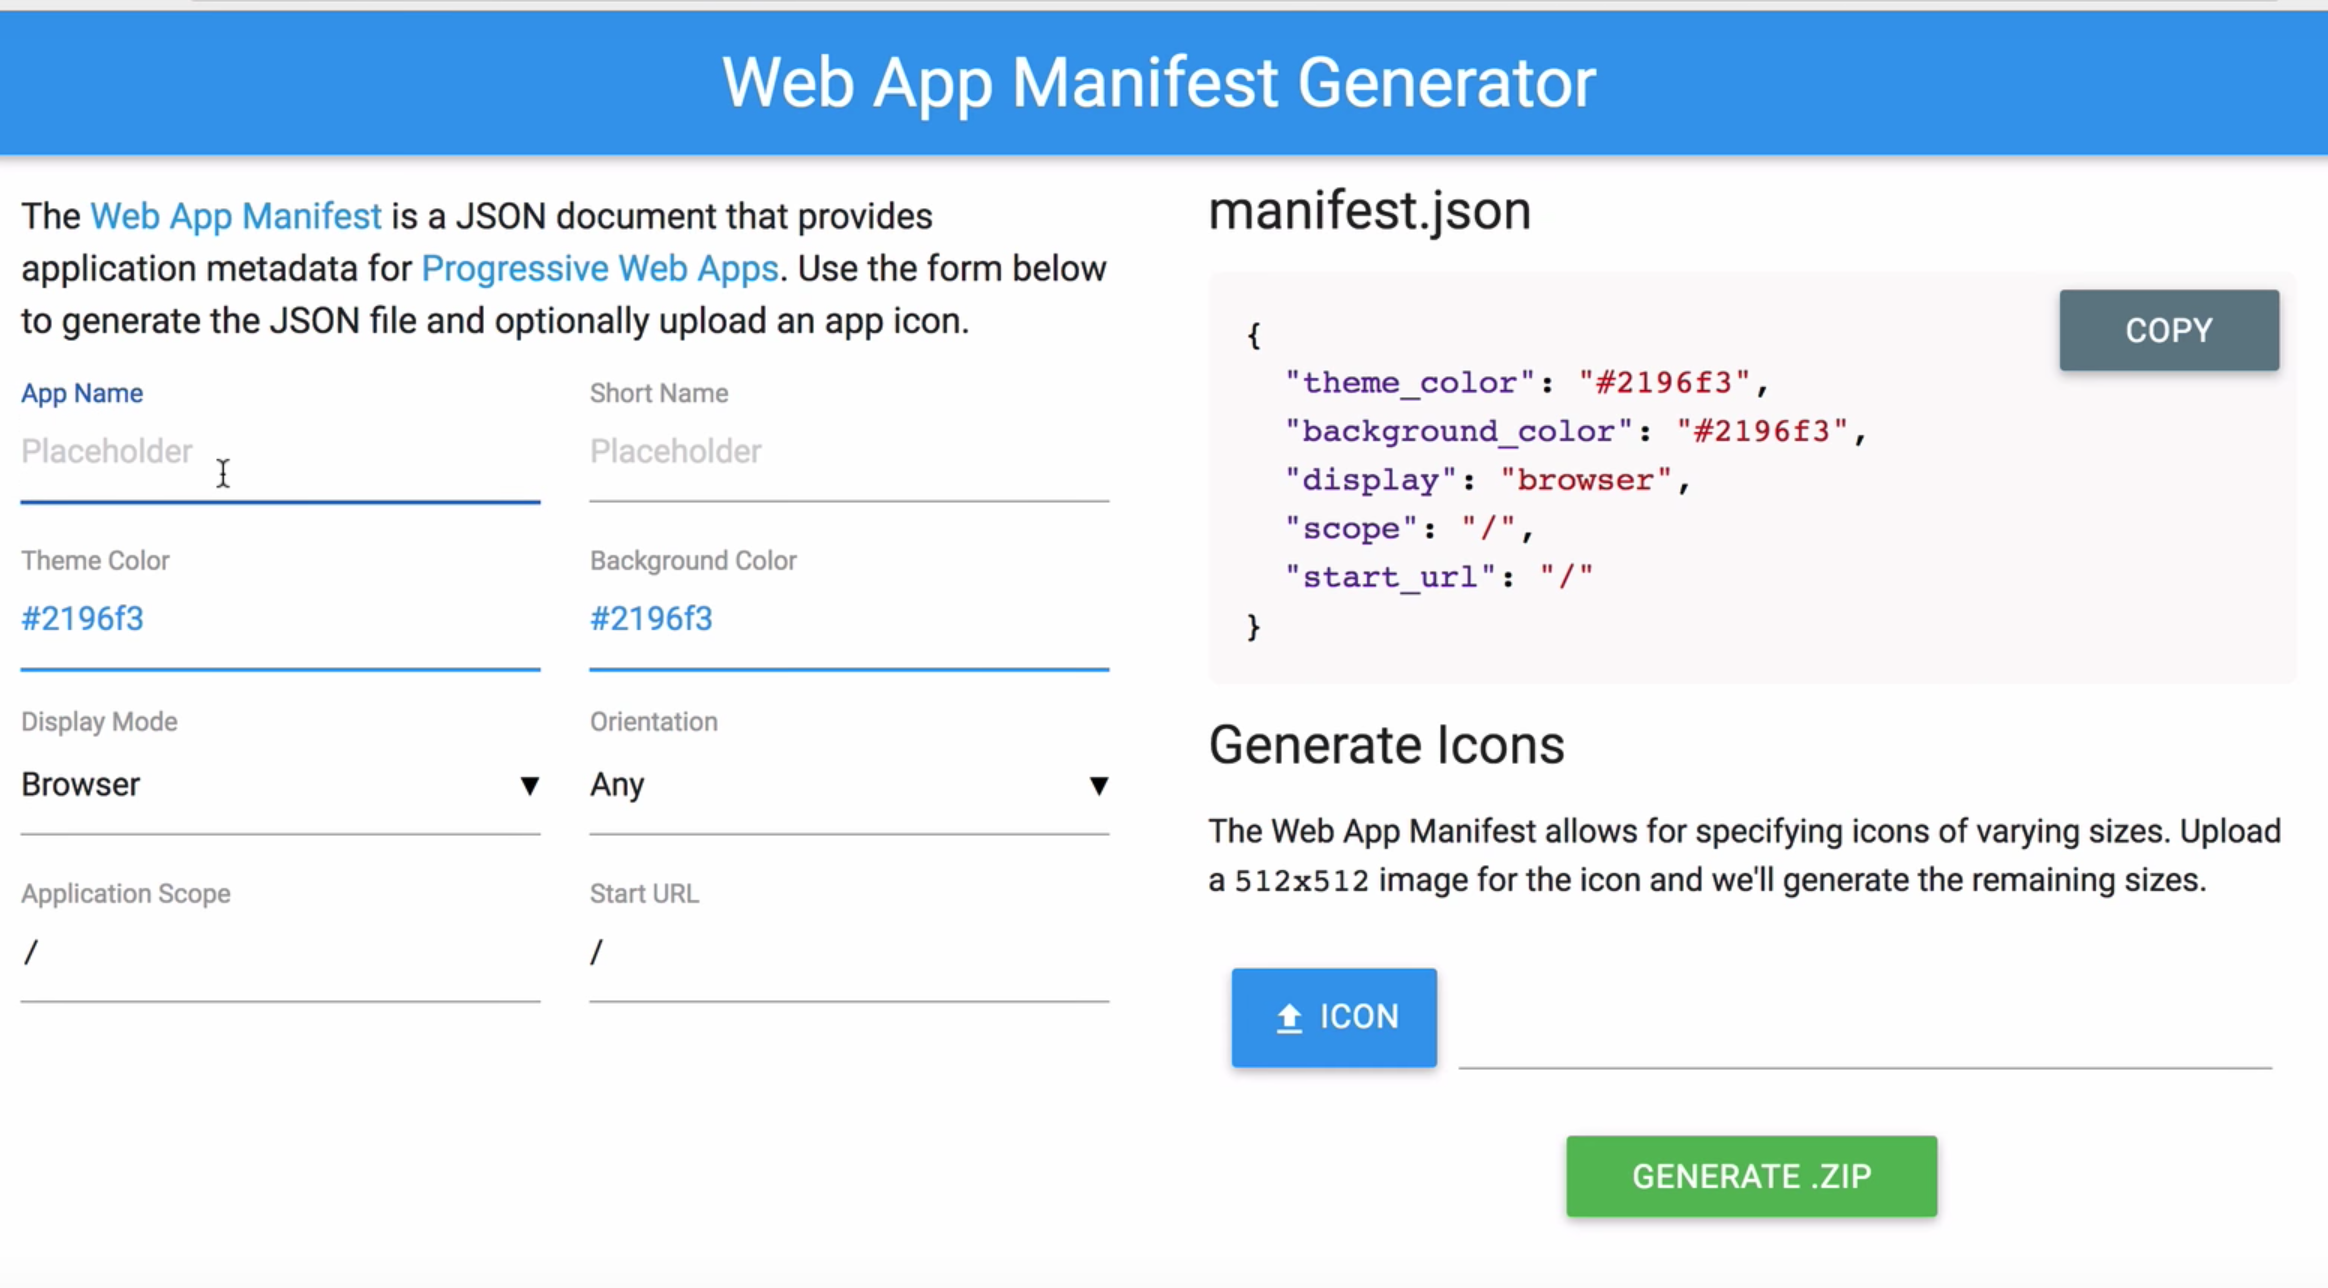 Web App Manifest Generator
The Web App Manifest is a JSON document that provides
application metadata for Progressive Web Apps. Use the form below
to generate the JSON file and optionally upload an app icon.
App Name
Short Name
Placeholder
Placeholder
Theme Color
Background Color
#2196f3
#2196f3
Display Mode
Orientation
Browser
Any
Application Scope
Start URL
/
/
manifest.json
COPY
{
"theme_color": "#2196f3",
"background_color": "#2196f3",
"display": "browser",
"scope": "/",
"start_url": "/"
}
Generate Icons
The Web App Manifest allows for specifying icons of varying sizes. Upload
a 512x512 image for the icon and we'll generate the remaining sizes.
ICON
GENERATE .ZIP